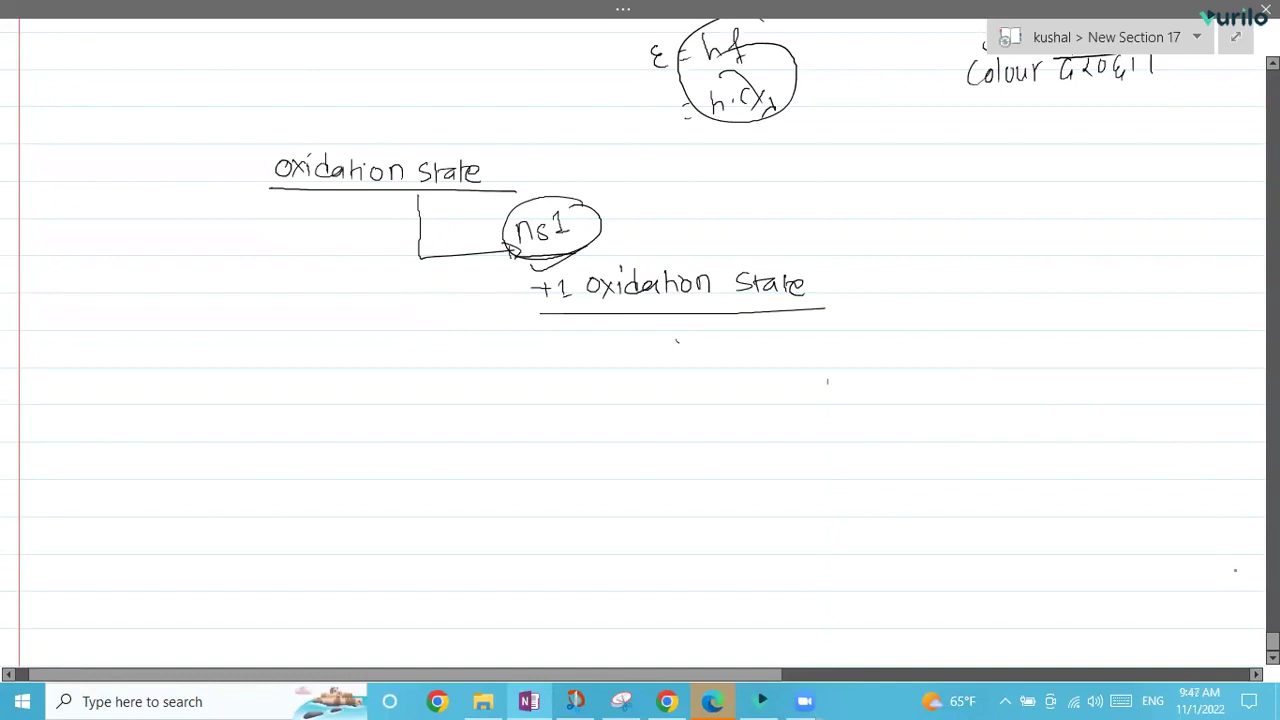 Yurilo
kushal > New Section 17
ε = hf
= h·c/λ
Colour
oxidation state
ns1
+1 oxidation state
Type here to search
65°F
ENG
9:47 AM
11/1/2022